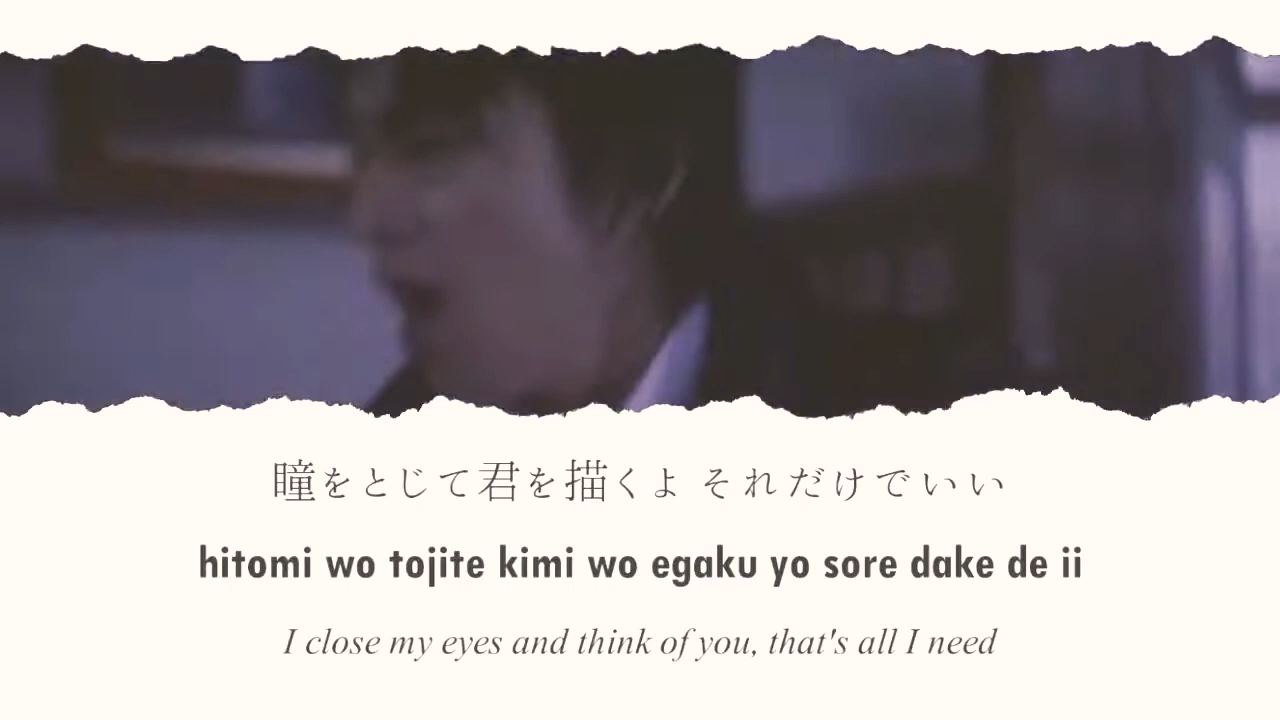 瞳をとじて君を描くよ それだけでいい
hitomi wo tojite kimi wo egaku yo sore dake de ii
I close my eyes and think of you, that's all I need